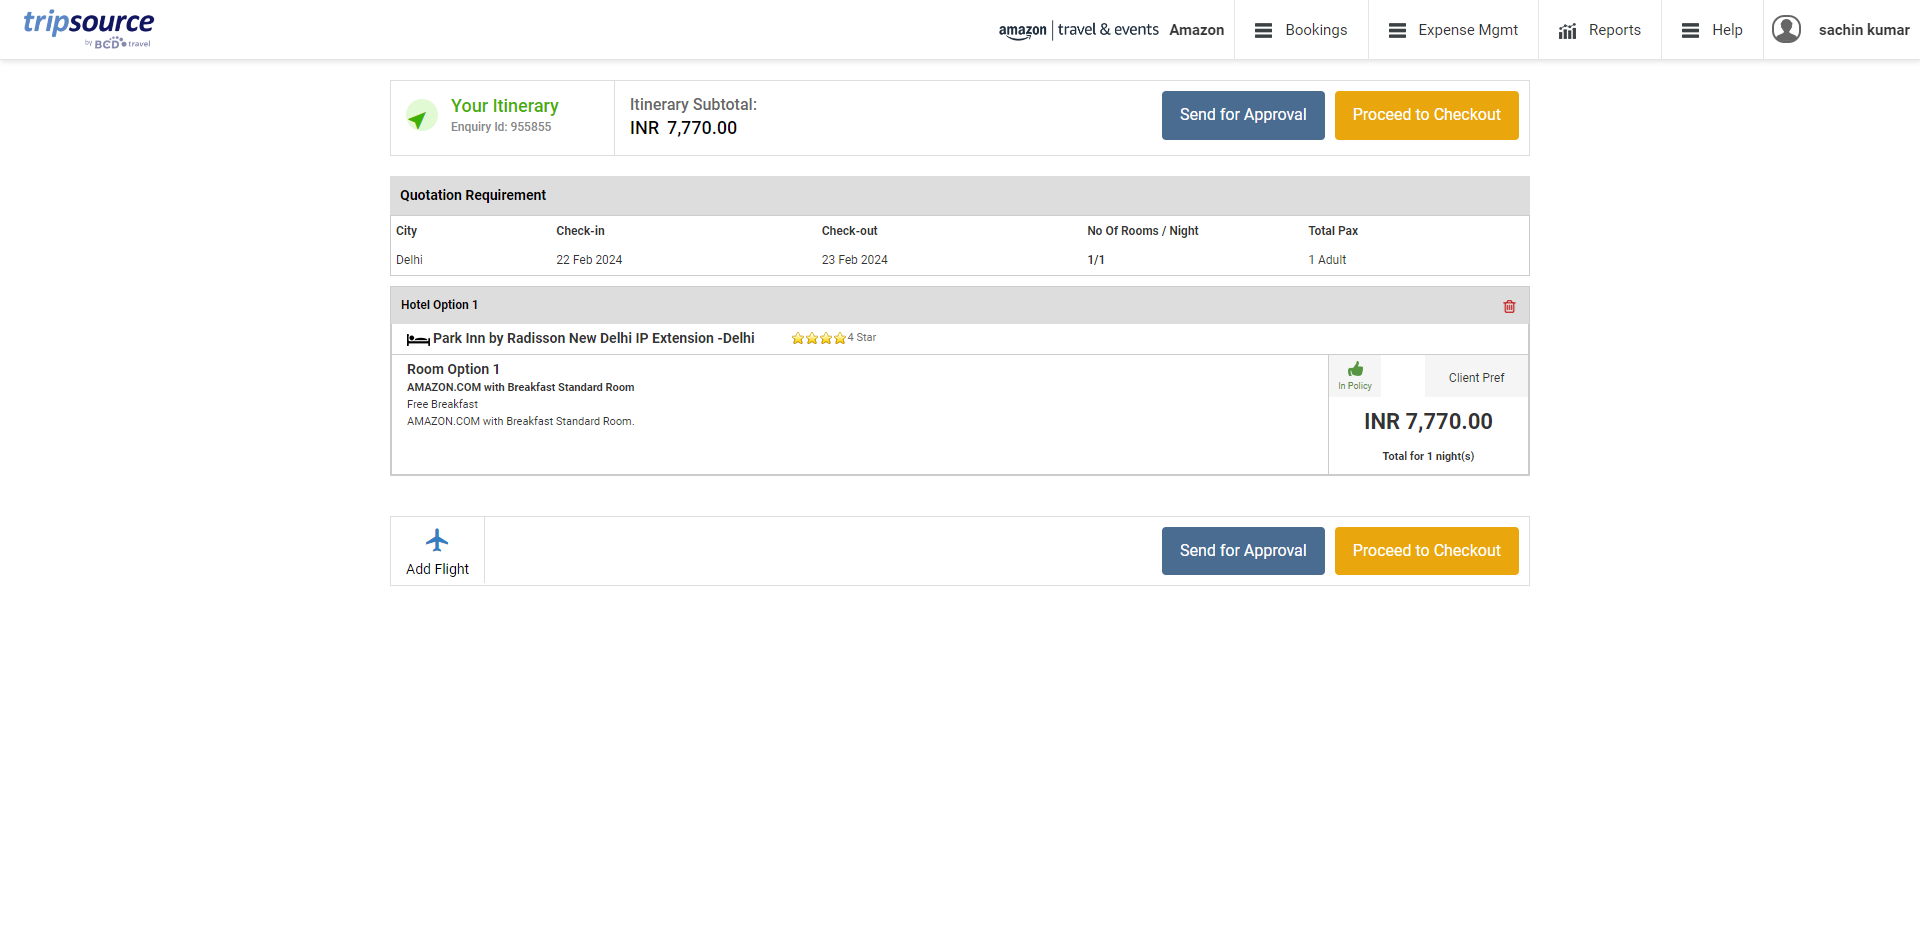 tripsource
by BCD travel
amazon travel & events Amazon
Bookings
Expense Mgmt
Reports
Help
sachin kumar
Your Itinerary
Enquiry Id: 955855
Itinerary Subtotal:
INR 7,770.00
Send for Approval
Proceed to Checkout
Quotation Requirement
City Check-in Check-out No Of Rooms / Night Total Pax
Delhi 22 Feb 2024 23 Feb 2024 1/1 1 Adult
Hotel Option 1
Park Inn by Radisson New Delhi IP Extension -Delhi 4 Star
Room Option 1
AMAZON.COM with Breakfast Standard Room
Free Breakfast
AMAZON.COM with Breakfast Standard Room.
In Policy
Client Pref
INR 7,770.00
Total for 1 night(s)
Add Flight
Send for Approval
Proceed to Checkout